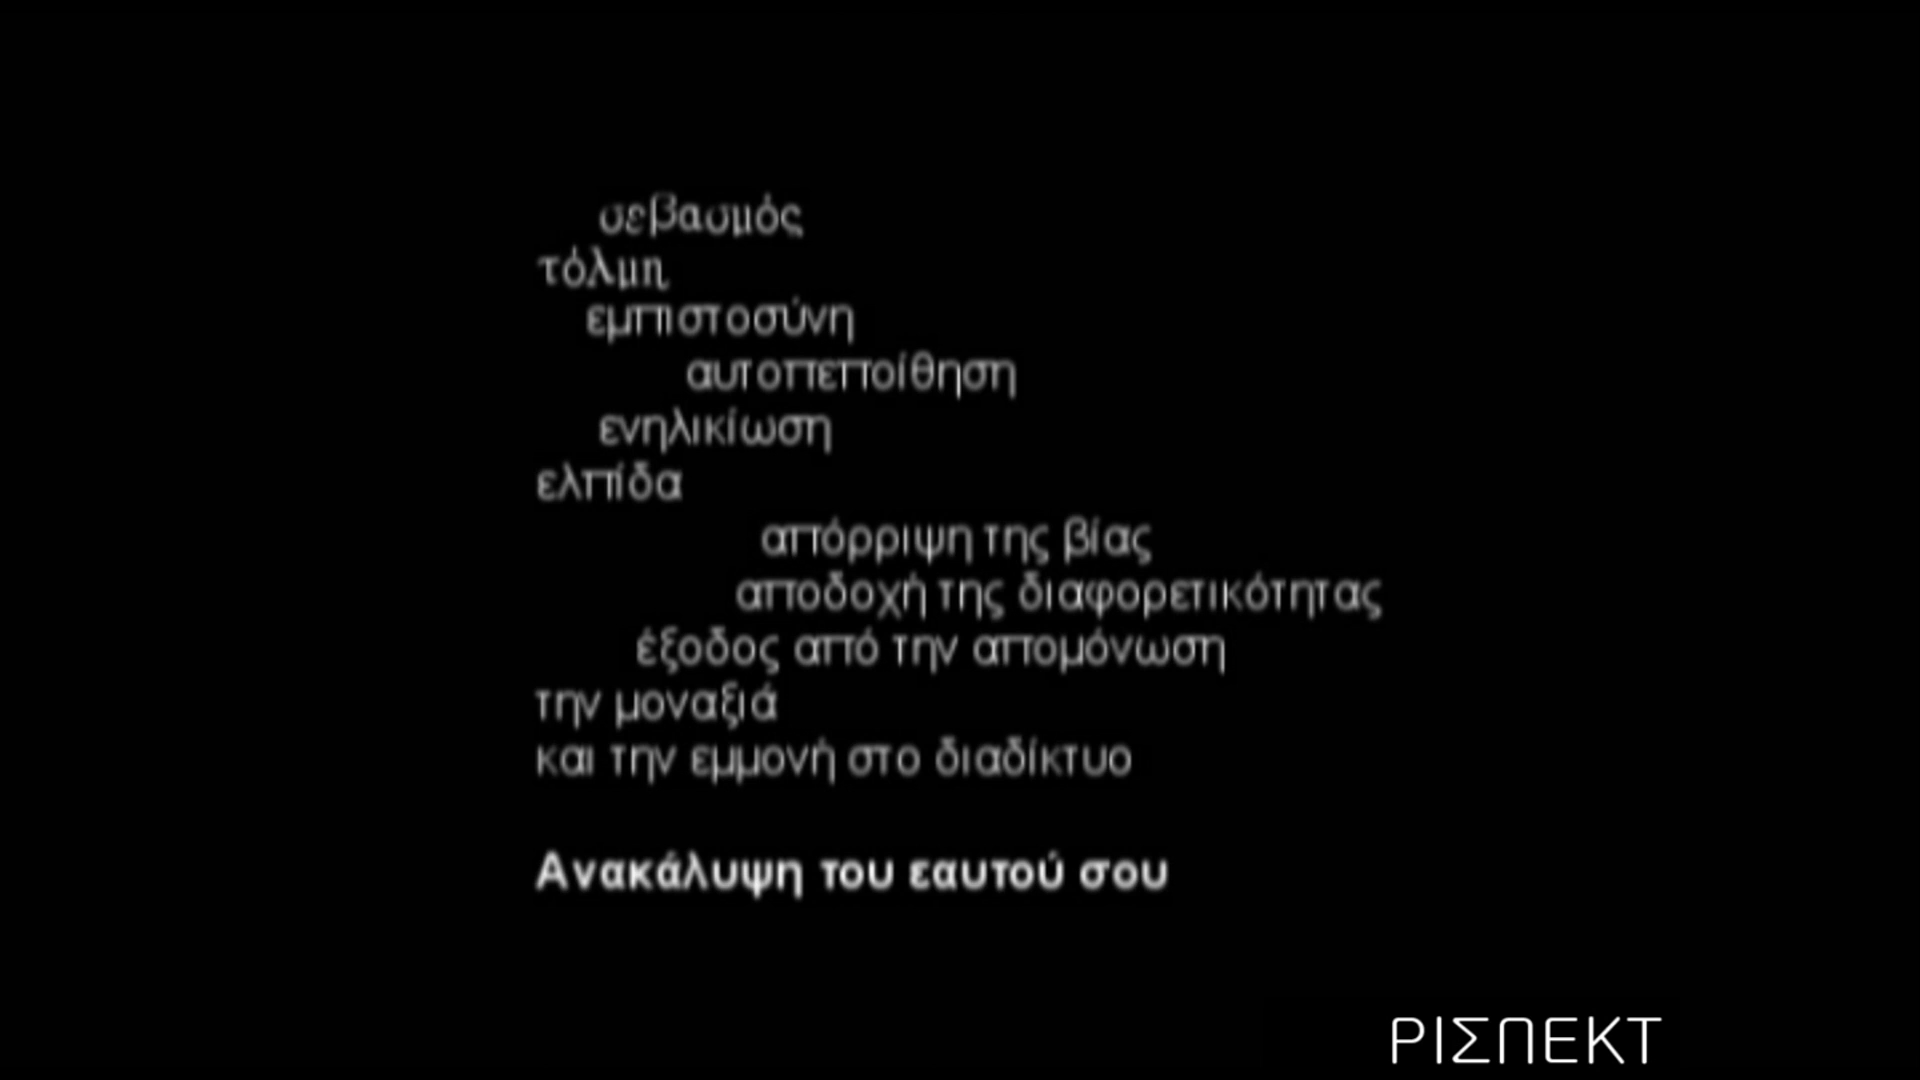 σεβασμός
τόλμη
εμπιστοσύνη
αυτοπεποίθηση
ενηλικίωση
ελπίδα
απόρριψη της βίας
αποδοχή της διαφορετικότητας
έξοδος από την απομόνωση
την μοναξιά
και την εμμονή στο διαδίκτυο
Ανακάλυψη του εαυτού σου
ΡΙΣΠΕΚΤ